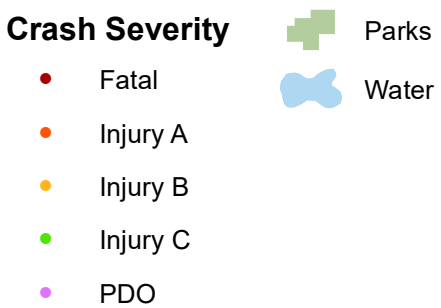 Crash Severity
Fatal
Injury A
Injury B
Injury C
PDO
Parks
Water